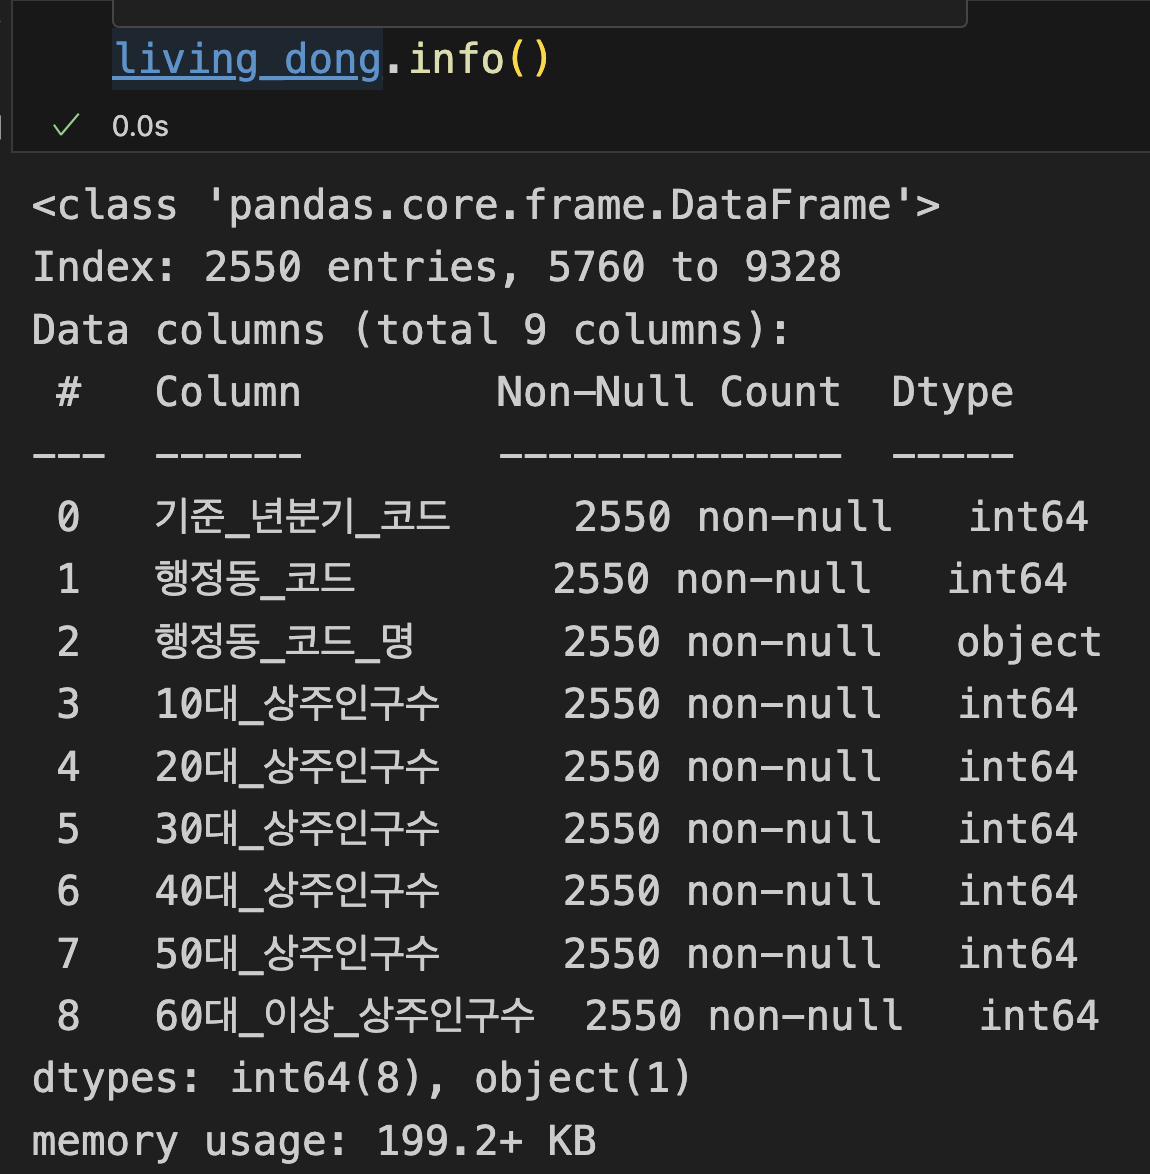 living_dong.info()
0.0s
<class 'pandas.core.frame.DataFrame'>
Index: 2550 entries, 5760 to 9328
Data columns (total 9 columns):
#   Column        Non-Null Count  Dtype
---  ------        --------------  -----
0   기준_년분기_코드     2550 non-null   int64
1   행정동_코드        2550 non-null   int64
2   행정동_코드_명      2550 non-null   object
3   10대_상주인구수     2550 non-null   int64
4   20대_상주인구수     2550 non-null   int64
5   30대_상주인구수     2550 non-null   int64
6   40대_상주인구수     2550 non-null   int64
7   50대_상주인구수     2550 non-null   int64
8   60대_이상_상주인구수  2550 non-null   int64
dtypes: int64(8), object(1)
memory usage: 199.2+ KB